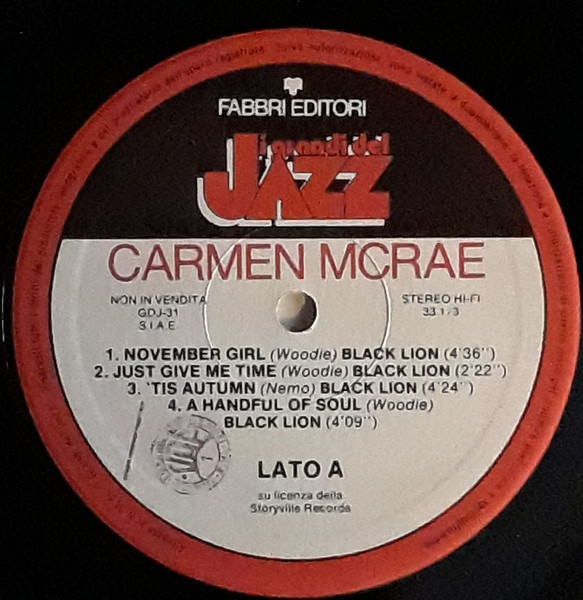 FABBRI EDITORI
i grandi del
JAZZ
CARMEN MCRAE
NON IN VENDITA
GDJ-31
S.I.A.E.
STEREO HI-FI
33 1/3
1. NOVEMBER GIRL (Woodie) BLACK LION (4'36")
2. JUST GIVE ME TIME (Woodie) BLACK LION (2'22")
3. 'TIS AUTUMN (Nemo) BLACK LION (4'24")
4. A HANDFUL OF SOUL (Woodie)
BLACK LION (4'09")
LATO A
su licenza della
Storyville Records